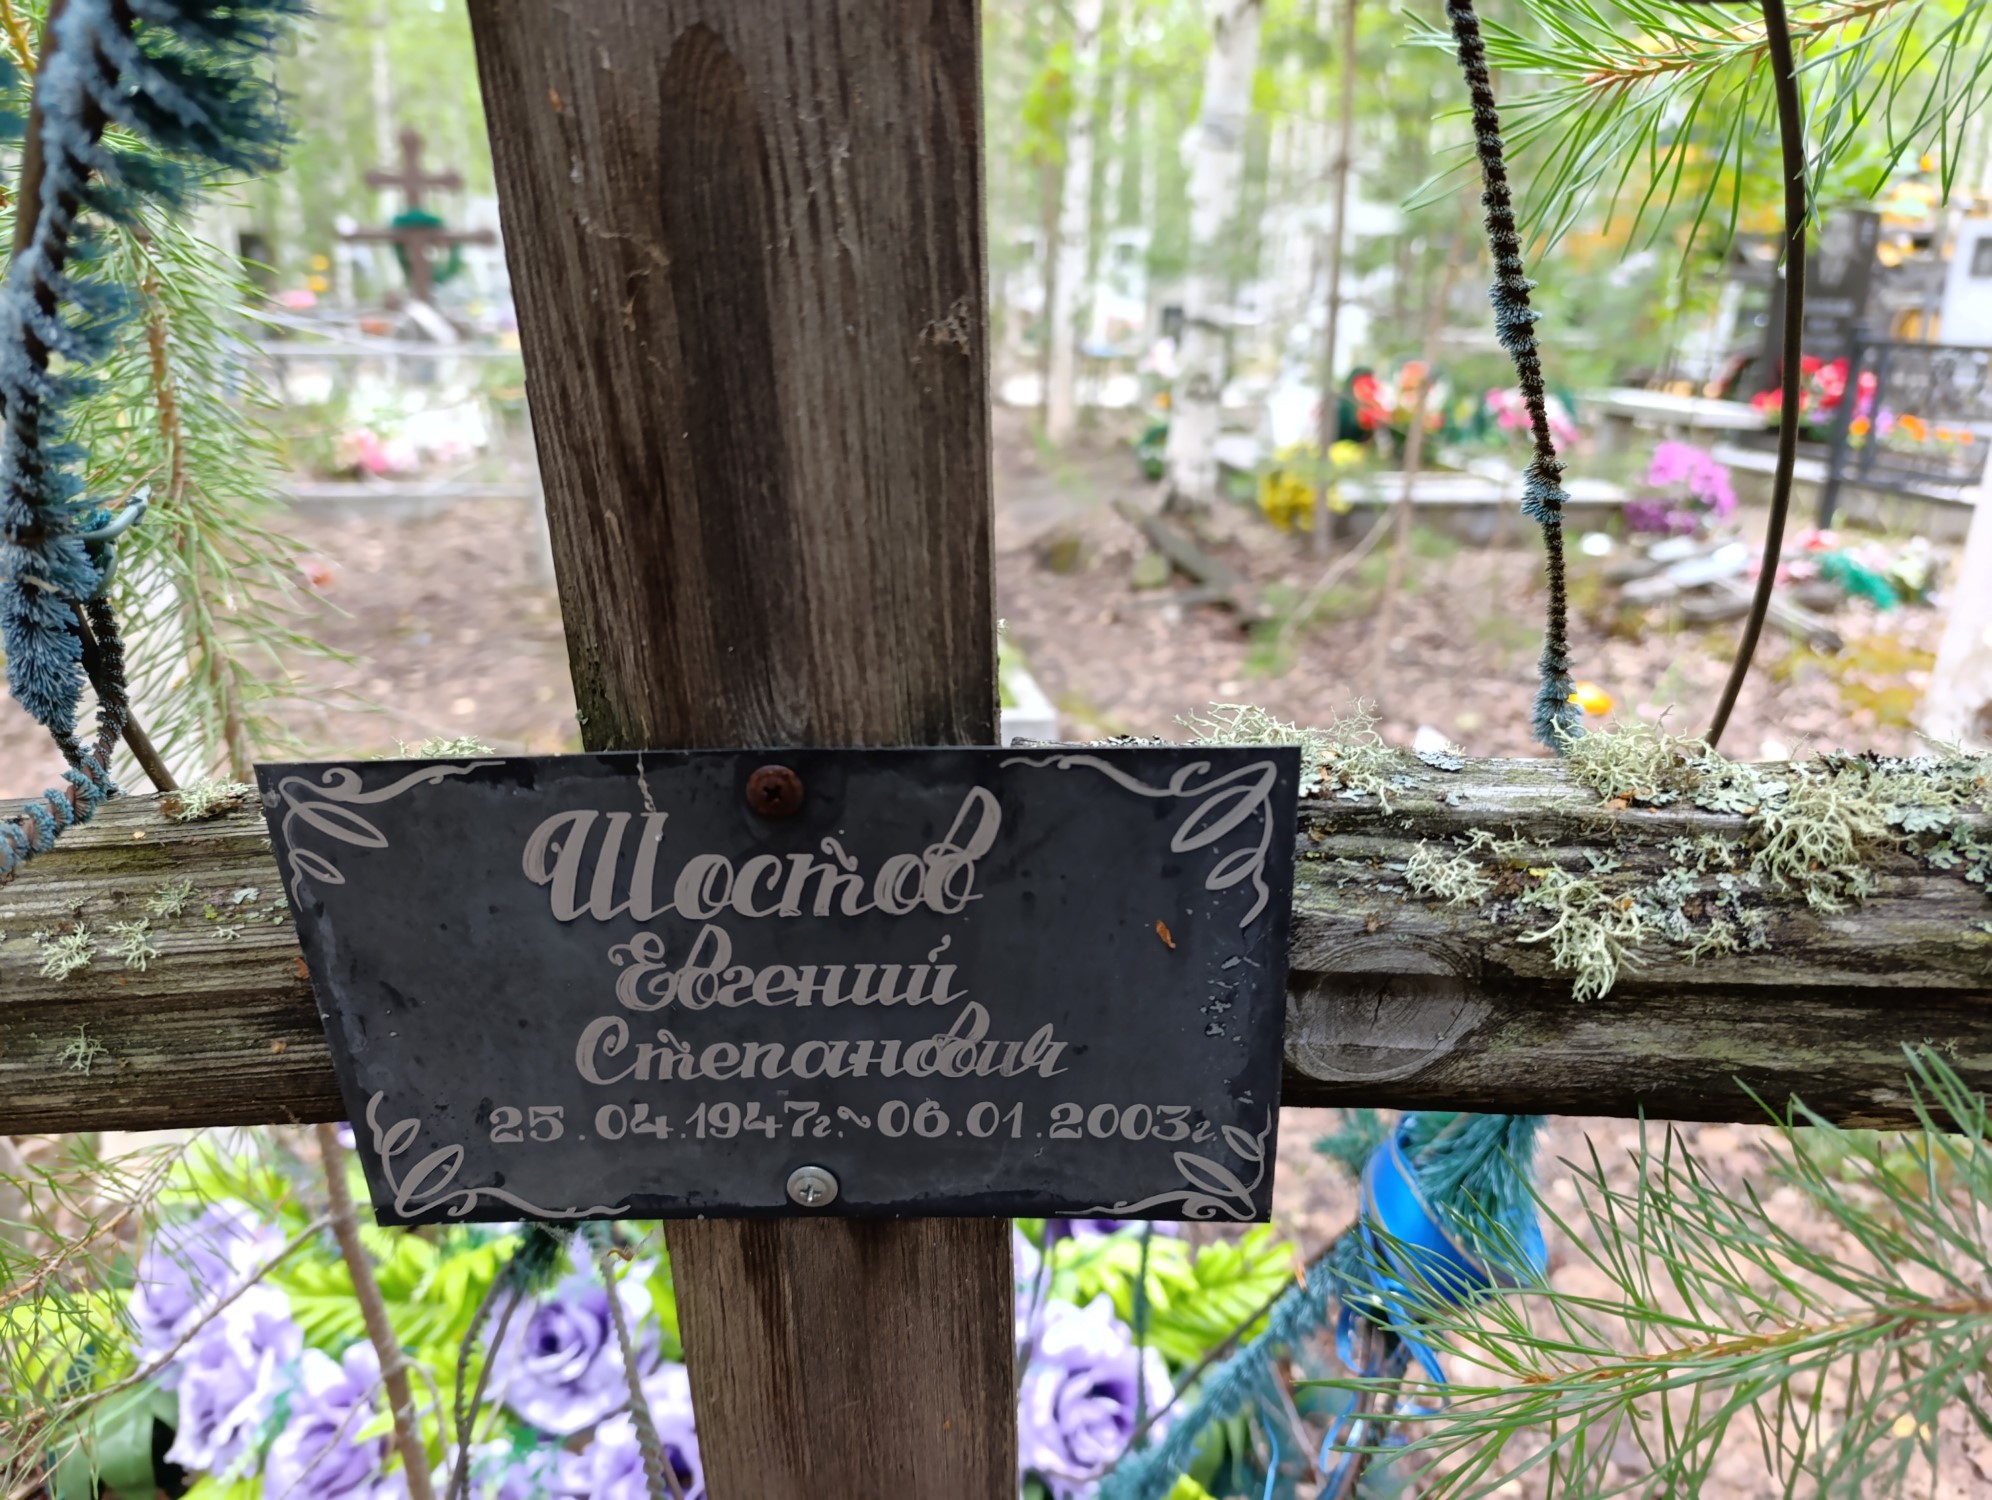 Шостов
Евгений
Степанович
25.04.1947г.~06.01.2003г.